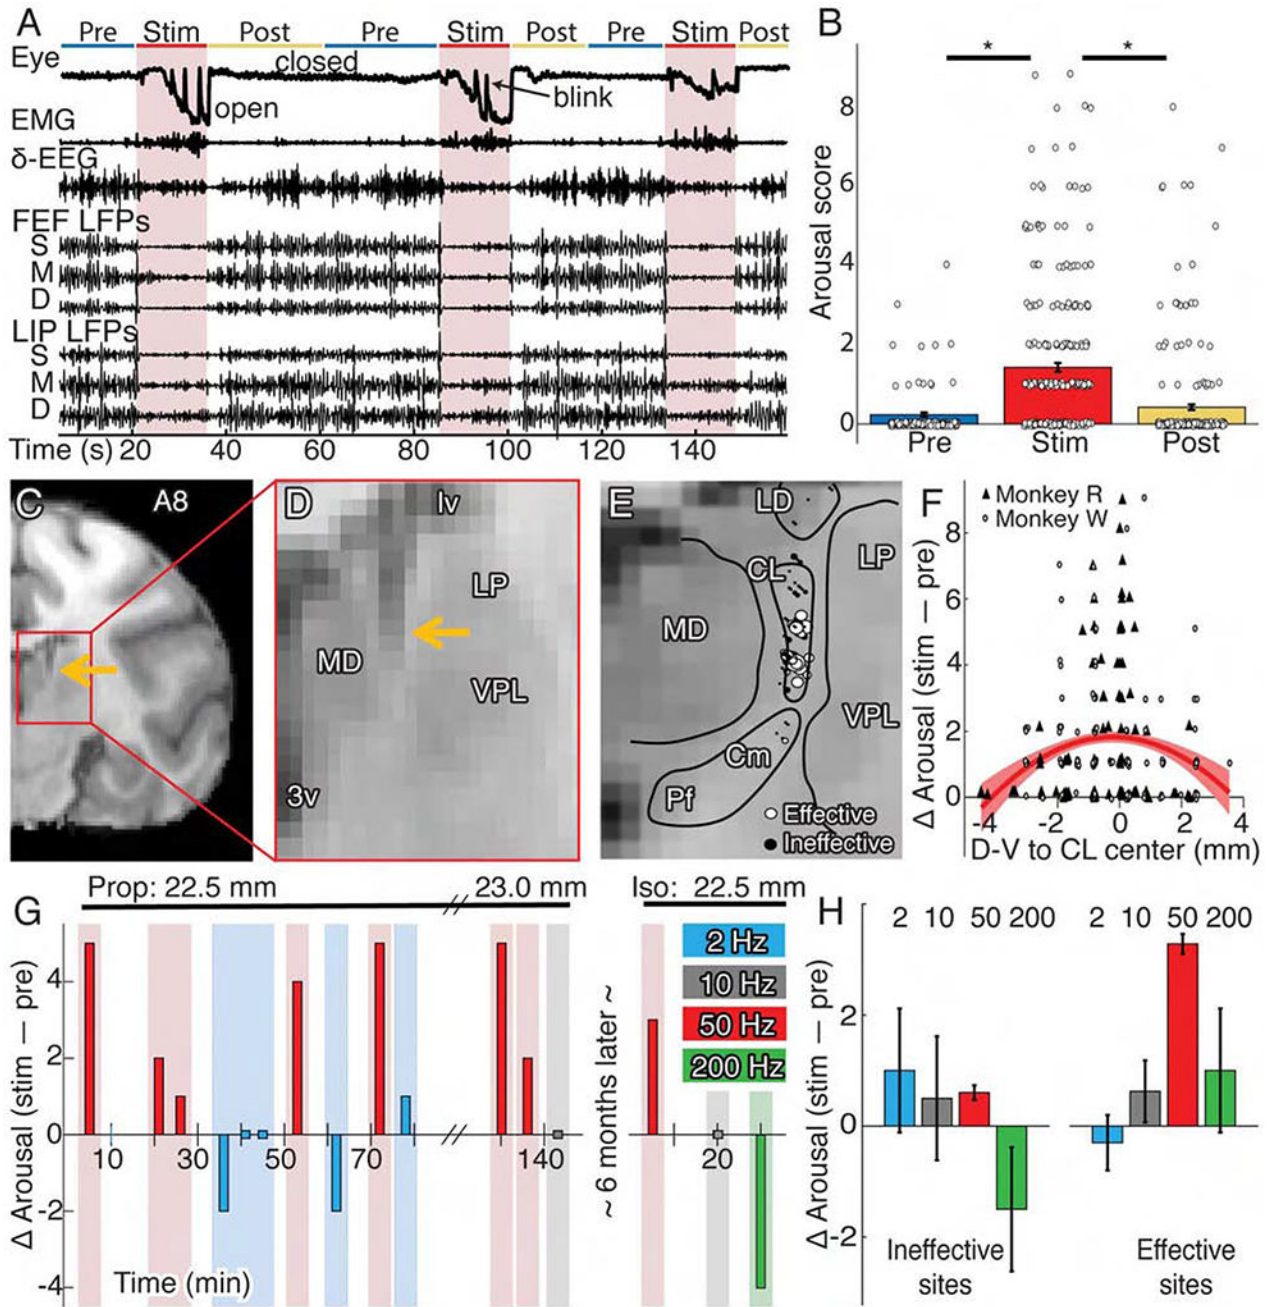 A
Pre Stim Post Pre Stim Post Pre Stim Post
Eye
closed
open
blink
EMG
δ-EEG
FEF LFPs
S
M
D
LIP LFPs
S
M
D
Time (s) 20 40 60 80 100 120 140
B
*
*
Arousal score
8
6
4
2
0
Pre Stim Post
C
A8
D
lv
LP
MD
VPL
3v
E
LD
CL
LP
MD
VPL
Cm
Pf
Effective
Ineffective
F
Monkey R
Monkey W
Δ Arousal (stim — pre)
8
6
4
2
0
-4 -2 0 2 4
D-V to CL center (mm)
G
Prop: 22.5 mm
23.0 mm
Iso: 22.5 mm
2 Hz
10 Hz
50 Hz
200 Hz
Δ Arousal (stim — pre)
4
2
0
-2
-4
10 30 50 70 140
~ 6 months later ~
20
Time (min)
H
2 10 50 200
2 10 50 200
Δ Arousal (stim — pre)
2
0
-2
Ineffective
sites
Effective
sites